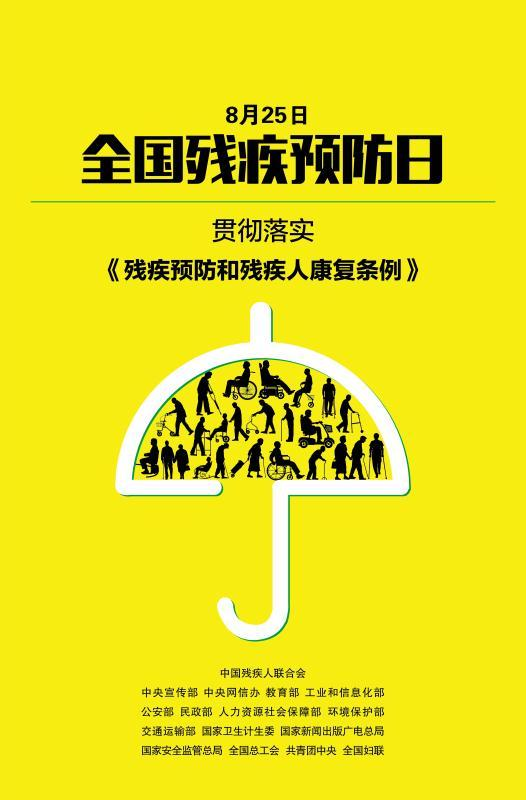 8月25日
全国残疾预防日
贯彻落实
《残疾预防和残疾人康复条例》
中国残疾人联合会
中央宣传部 中央网信办 教育部 工业和信息化部
公安部 民政部 人力资源社会保障部 环境保护部
交通运输部 国家卫生计生委 国家新闻出版广电总局
国家安全监管总局 全国总工会 共青团中央 全国妇联